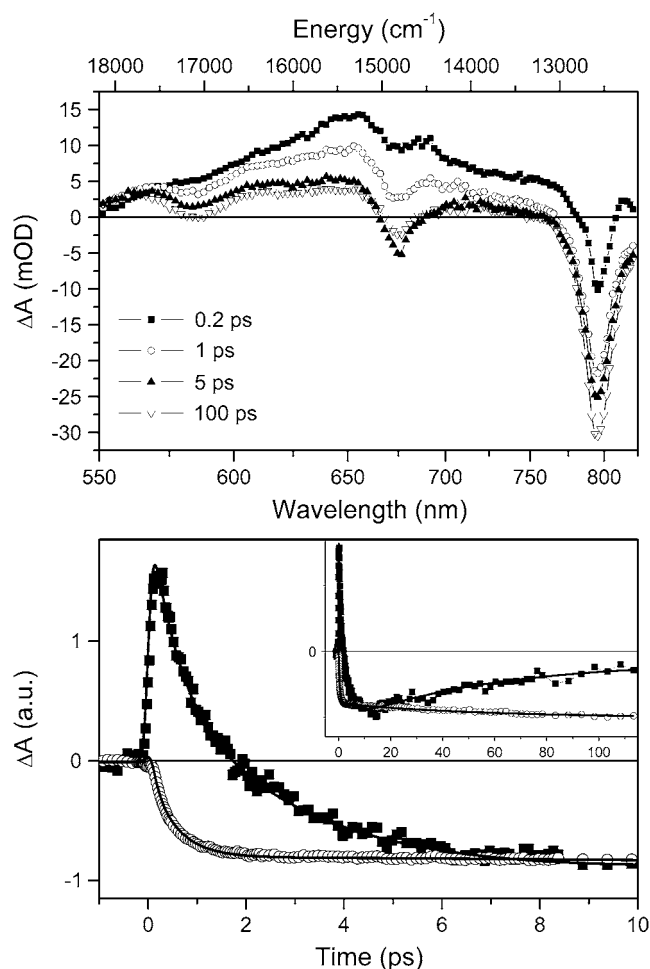 Energy (cm⁻¹)
18000 17000 16000 15000 14000 13000
15
10
5
0
-5
-10
-15
-20
-25
-30
ΔA (mOD)
0.2 ps
1 ps
5 ps
100 ps
550 600 650 700 750 800
Wavelength (nm)
1
0
-1
ΔA (a.u.)
0
0 20 40 60 80 100
0 2 4 6 8 10
Time (ps)